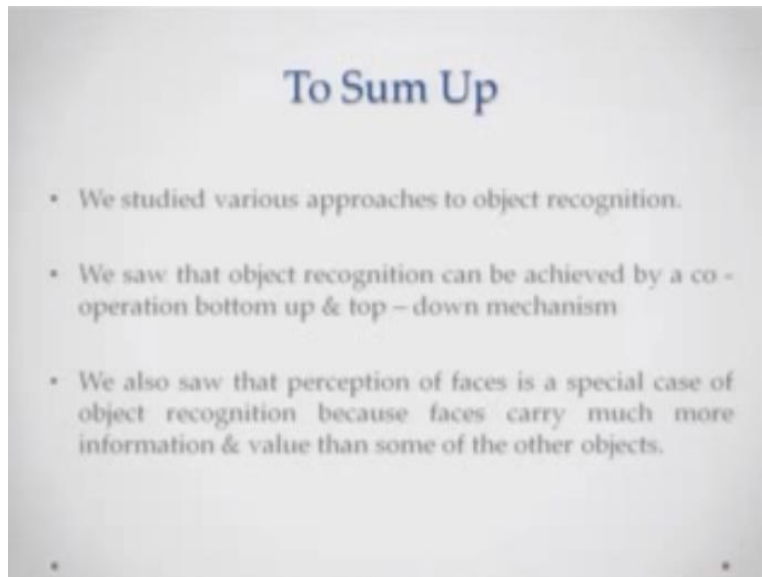 To Sum Up
• We studied various approaches to object recognition.
• We saw that object recognition can be achieved by a co -
operation bottom up & top – down mechanism
• We also saw that perception of faces is a special case of
object recognition because faces carry much more
information & value than some of the other objects.